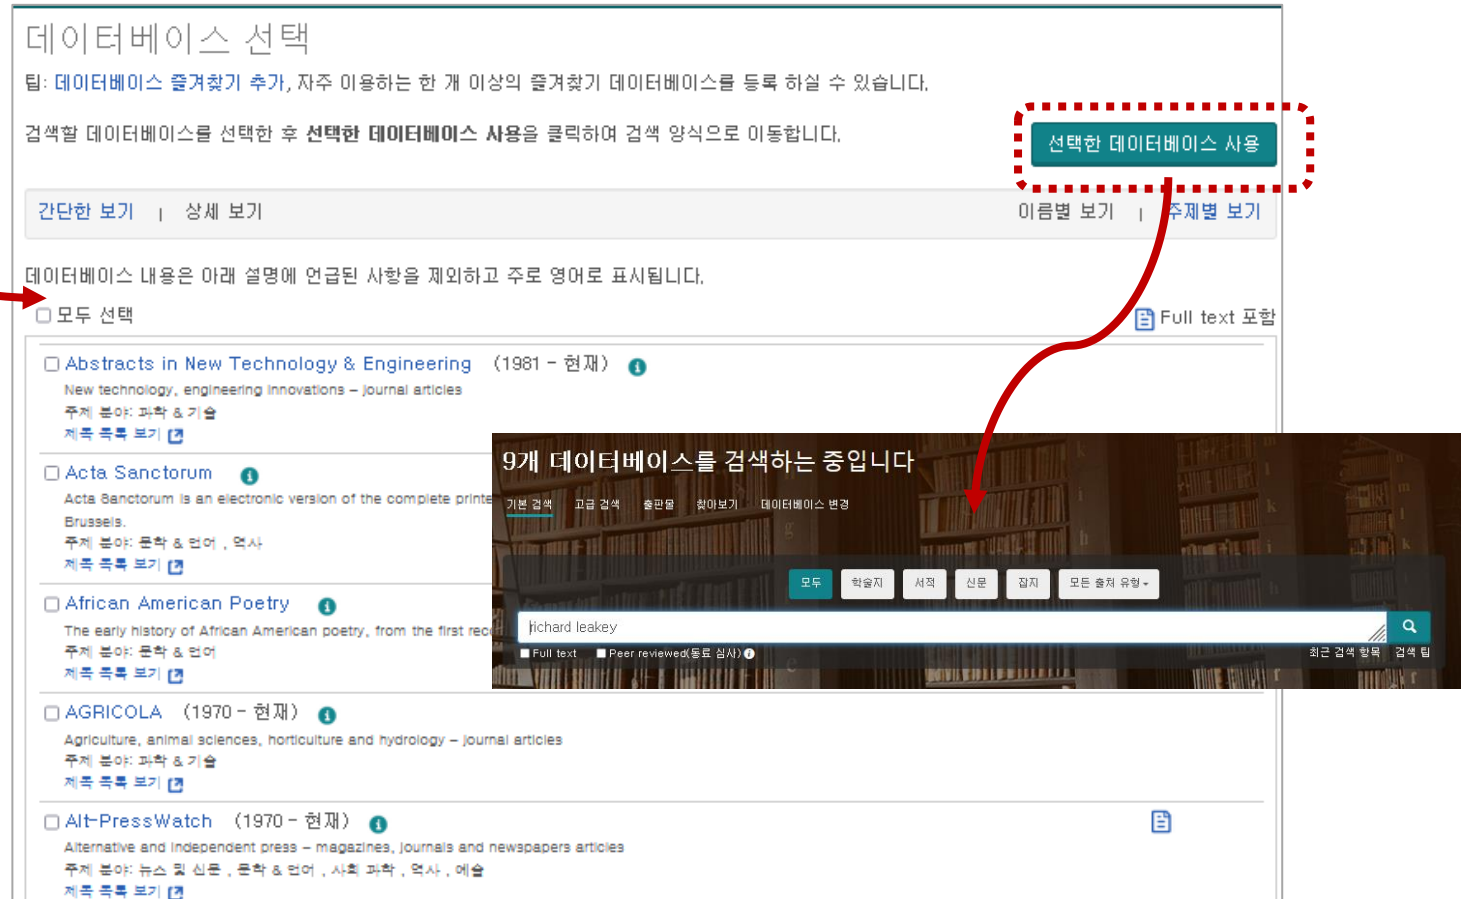 데이터베이스 선택
팁: 데이터베이스 즐겨찾기 추가, 자주 이용하는 한 개 이상의 즐겨찾기 데이터베이스를 등록 하실 수 있습니다.
검색할 데이터베이스를 선택한 후 선택한 데이터베이스 사용을 클릭하여 검색 양식으로 이동합니다.
선택한 데이터베이스 사용
간단한 보기 | 상세 보기
이름별 보기 | 주제별 보기
데이터베이스 내용은 아래 설명에 언급된 사항을 제외하고 주로 영어로 표시됩니다.
모두 선택
Full text 포함
Abstracts in New Technology & Engineering (1981 - 현재)
New technology, engineering innovations – journal articles
주제 분야: 과학 & 기술
제목 목록 보기
Acta Sanctorum
Acta Sanctorum is an electronic version of the complete printe
Brussels.
주제 분야: 문학 & 언어 , 역사
제목 목록 보기
African American Poetry
The early history of African American poetry, from the first reco
주제 분야: 문학 & 언어
제목 목록 보기
AGRICOLA (1970 - 현재)
Agriculture, animal sciences, horticulture and hydrology – journal articles
주제 분야: 과학 & 기술
제목 목록 보기
Alt-PressWatch (1970 - 현재)
Alternative and independent press – magazines, journals and newspapers articles
주제 분야: 뉴스 및 신문 , 문학 & 언어 , 사회 과학 , 역사 , 예술
제목 목록 보기
9개 데이터베이스를 검색하는 중입니다
기본 검색 고급 검색 출판물 찾아보기 데이터베이스 변경
모두 학술지 서적 신문 잡지 모든 출처 유형
richard leakey
Full text Peer reviewed(동료 심사)
최근 검색 항목 검색 팁